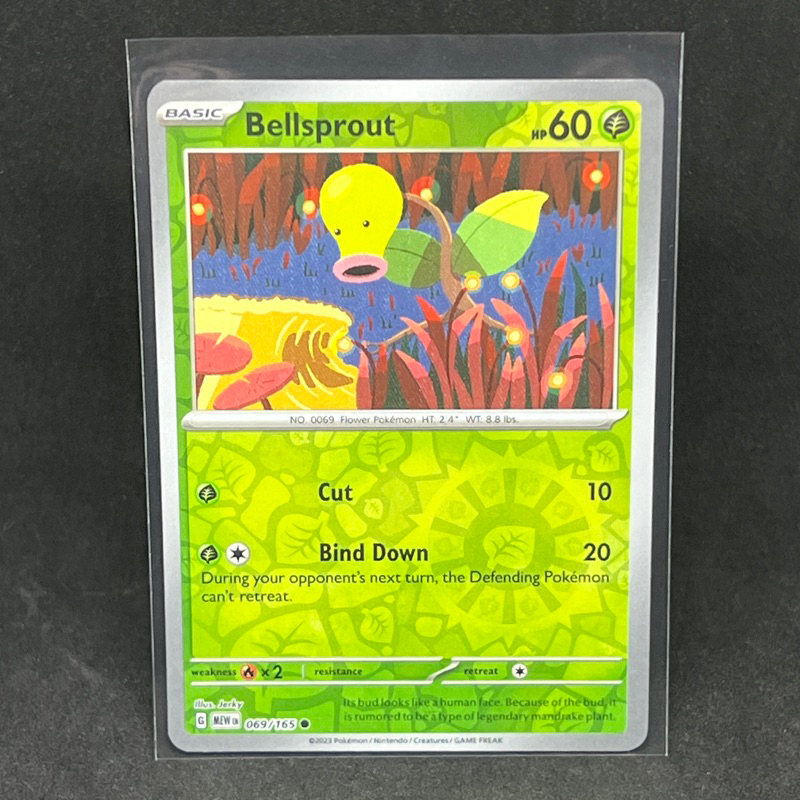 BASIC Bellsprout HP 60
NO. 0069 Flower Pokémon HT: 2'4" WT: 8.8 lbs.
Cut 10
Bind Down 20
During your opponent's next turn, the Defending Pokémon
can't retreat.
weakness ×2 resistance retreat
Illus. Jerky
Its bud looks like a human face. Because of the bud, it
is rumored to be a type of legendary mandrake plant.
G MEW EN 069/165
©2023 Pokémon / Nintendo / Creatures / GAME FREAK